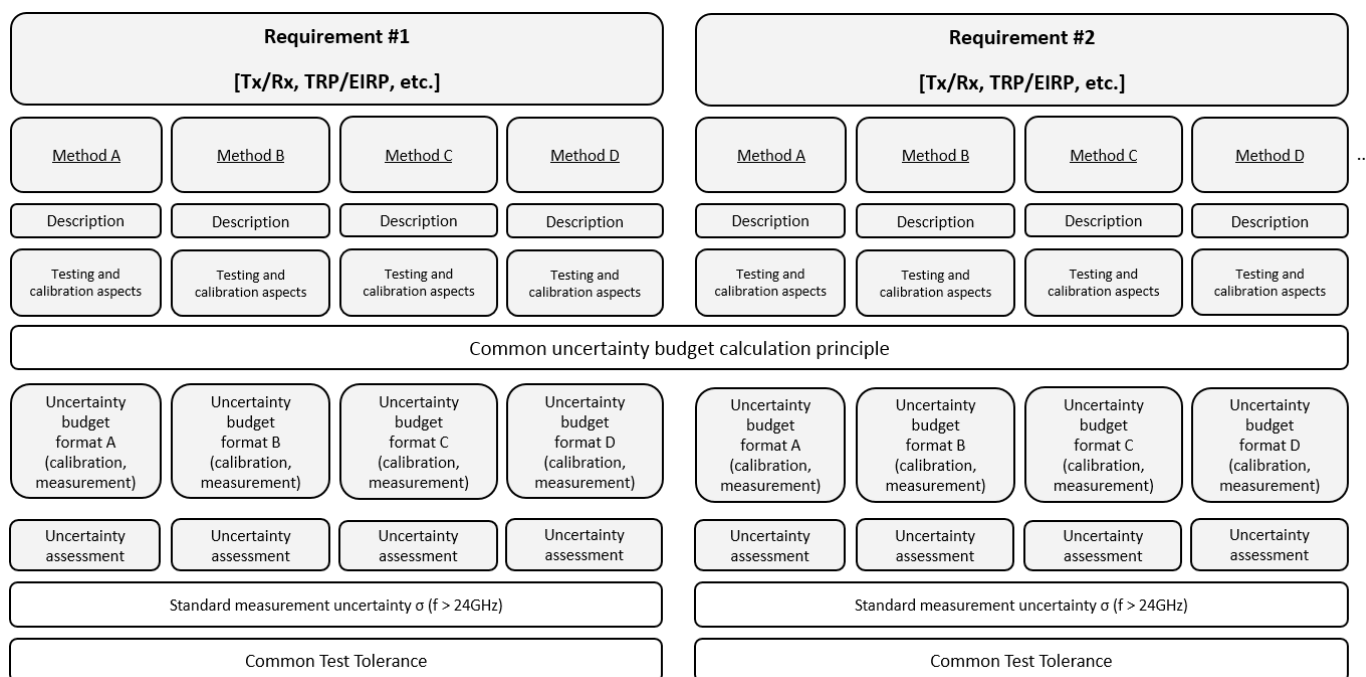 Requirement #1
[Tx/Rx, TRP/EIRP, etc.]
Requirement #2
[Tx/Rx, TRP/EIRP, etc.]
Method A
Method B
Method C
Method D
Method A
Method B
Method C
Method D
..
Description
Description
Description
Description
Description
Description
Description
Description
Testing and
calibration aspects
Testing and
calibration aspects
Testing and
calibration aspects
Testing and
calibration aspects
Testing and
calibration aspects
Testing and
calibration aspects
Testing and
calibration aspects
Testing and
calibration aspects
Common uncertainty budget calculation principle
Uncertainty
budget
format A
(calibration,
measurement)
Uncertainty
budget
format B
(calibration,
measurement)
Uncertainty
budget
format C
(calibration,
measurement)
Uncertainty
budget
format D
(calibration,
measurement)
Uncertainty
budget
format A
(calibration,
measurement)
Uncertainty
budget
format B
(calibration,
measurement)
Uncertainty
budget
format C
(calibration,
measurement)
Uncertainty
budget
format D
(calibration,
measurement)
Uncertainty
assessment
Uncertainty
assessment
Uncertainty
assessment
Uncertainty
assessment
Uncertainty
assessment
Uncertainty
assessment
Uncertainty
assessment
Uncertainty
assessment
Standard measurement uncertainty σ (f > 24GHz)
Standard measurement uncertainty σ (f > 24GHz)
Common Test Tolerance
Common Test Tolerance